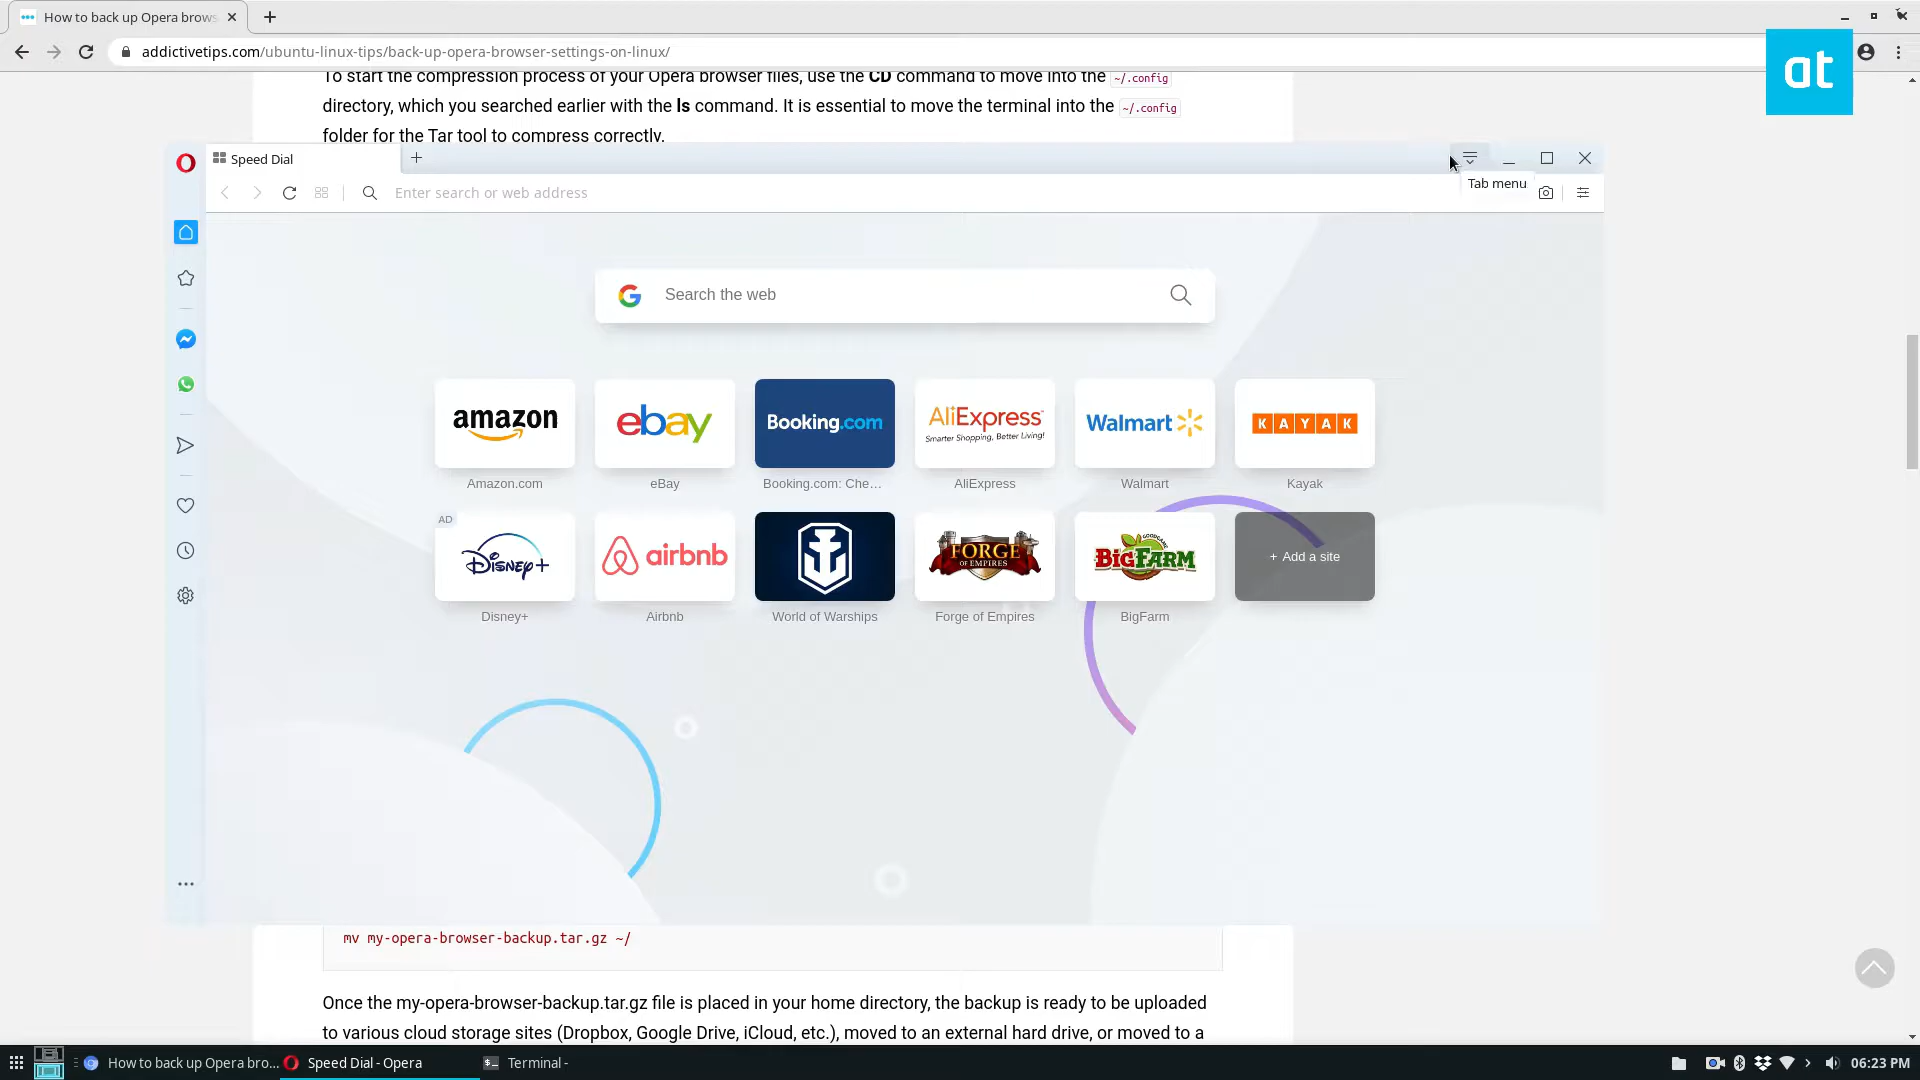 How to back up Opera brows
addictivetips.com/ubuntu-linux-tips/back-up-opera-browser-settings-on-linux/
at
To start the compression process of your Opera browser files, use the CD command to move into the ~/.config
directory, which you searched earlier with the ls command. It is essential to move the terminal into the ~/.config
folder for the Tar tool to compress correctly.
Speed Dial
Tab menu
Enter search or web address
Search the web
amazon
ebay
Booking.com
AliExpress
Smarter Shopping, Better Living!
Walmart
KAYAK
Amazon.com
eBay
Booking.com: Che...
AliExpress
Walmart
Kayak
AD
Disney+
airbnb
FORGE
OF EMPIRES
GOODGAME
BIGFARM
+ Add a site
Disney+
Airbnb
World of Warships
Forge of Empires
BigFarm
mv my-opera-browser-backup.tar.gz ~/
Once the my-opera-browser-backup.tar.gz file is placed in your home directory, the backup is ready to be uploaded
to various cloud storage sites (Dropbox, Google Drive, iCloud, etc.), moved to an external hard drive, or moved to a
How to back up Opera bro...
Speed Dial - Opera
Terminal -
06:23 PM